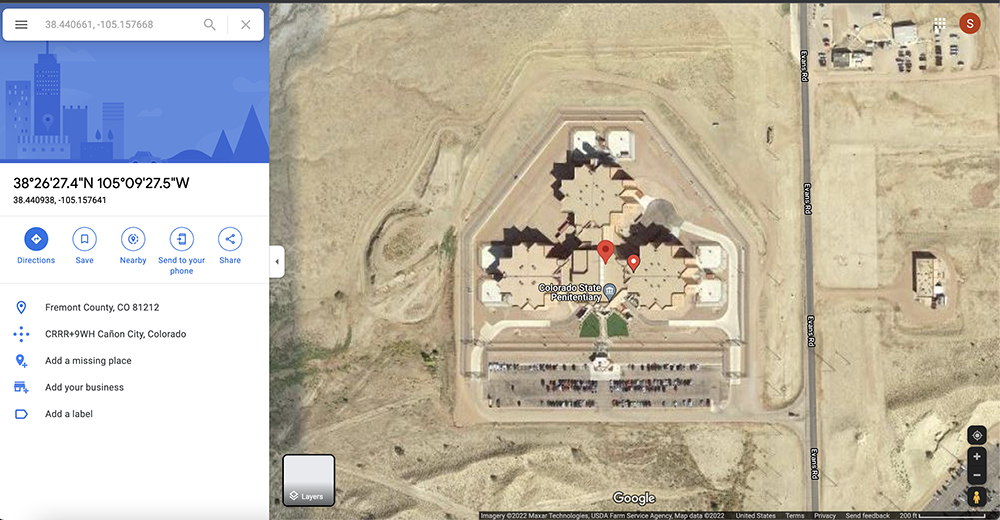 38.440661, -105.157668
38°26'27.4"N 105°09'27.5"W
38.440938, -105.157641
Directions
Save
Nearby
Send to your
phone
Share
Fremont County, CO 81212
CRRR+9WH Cañon City, Colorado
Add a missing place
Add your business
Add a label
S
Evans Rd
Evans Rd
Colorado State
Penitentiary
Evans Rd
Evans Rd
Layers
Google
Imagery ©2022 Maxar Technologies, USDA Farm Service Agency, Map data ©2022 United States Terms Privacy Send feedback 200 ft